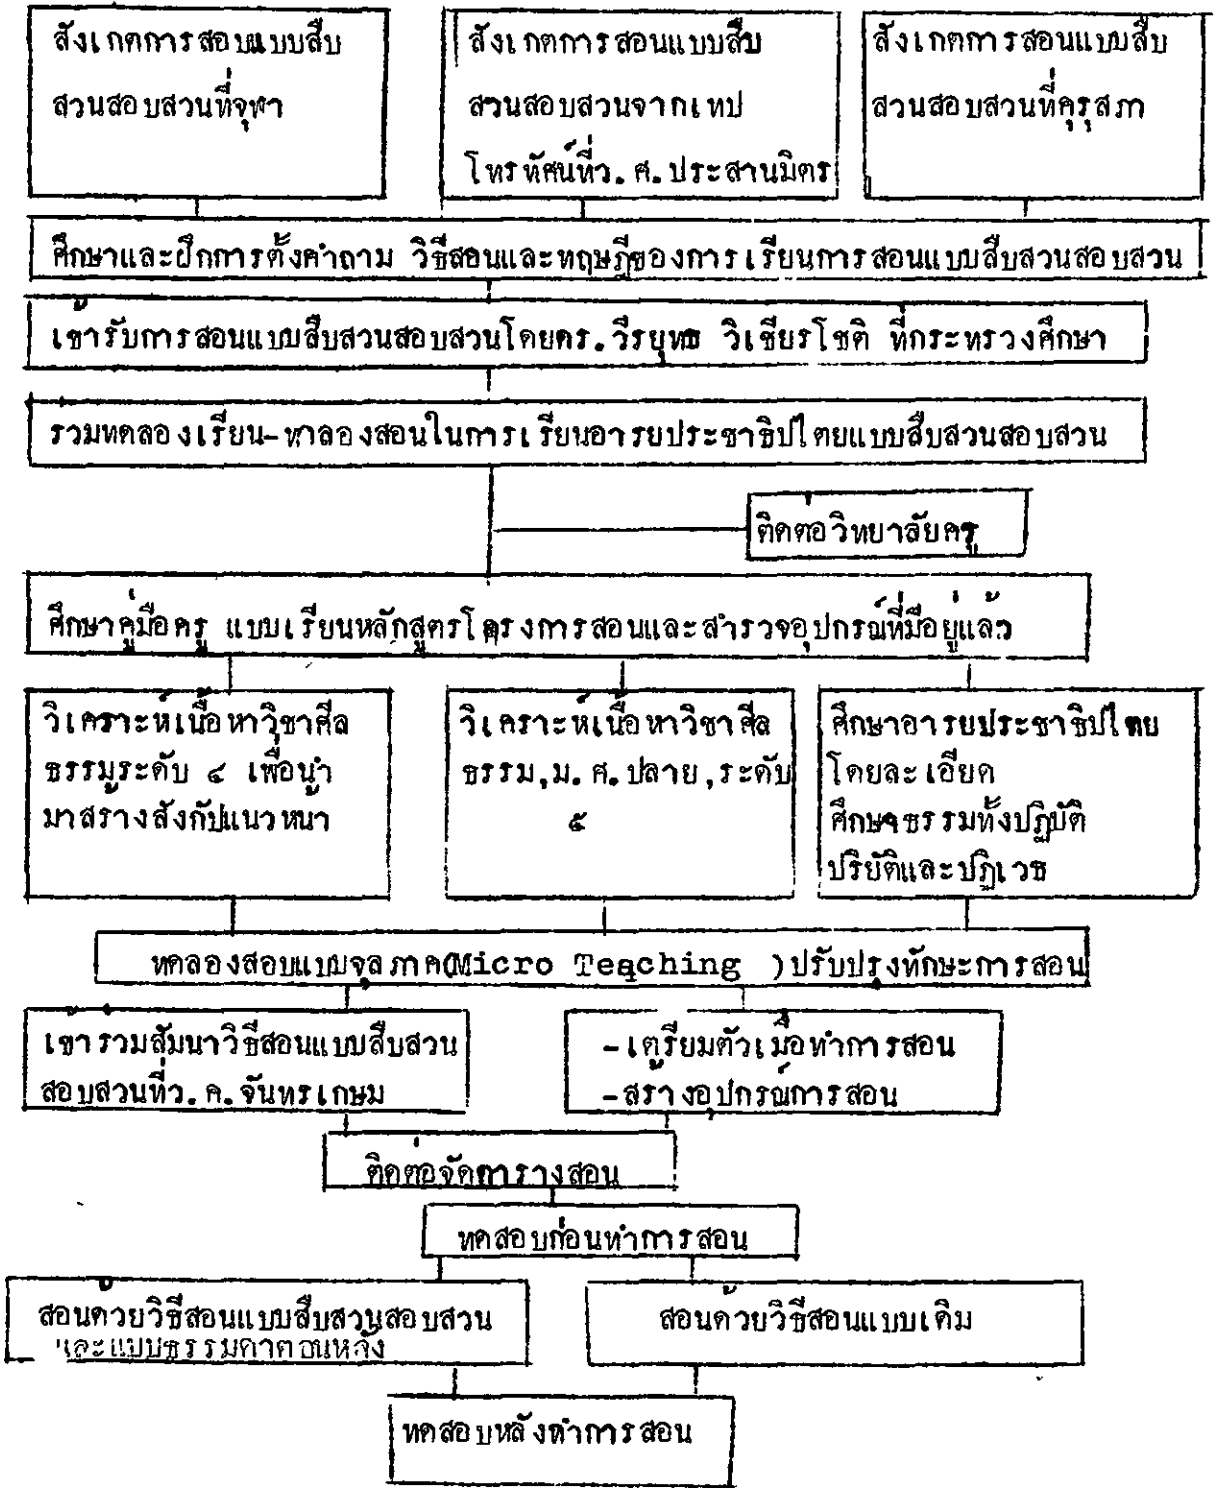 สังเกตการสอบแบบสืบ
สวนสอบสวนที่จุฬา
สังเกตการสอนแบบสืบ
สวนสอบสวนจากเทป
โทรทัศน์ที่ว.ศ.ประสานมิตร
สังเกตการสอนแบบสืบ
สวนสอบสวนที่คุรุสภา
ศึกษาและฝึกการตั้งคำถาม วิธีสอนและทฤษฎีของการเรียนการสอนแบบสืบสวนสอบสวน
เข้ารับการสอนแบบสืบสวนสอบสวนโดยดร.วีรยุทธ วิเชียรโชติ ที่กระทรวงศึกษา
ร่วมทดลองเรียน-ทาลองสอนในการเรียนอารยประชาธิปไตยแบบสืบสวนสอบสวน
ติดต่อวิทยาลัยครู
ศึกษาคู่มือครู แบบเรียนหลักสูตรโครงการสอนและสำรวจอุปกรณ์ที่มีอยู่แล้ว
วิเคราะห์เนื้อหาวิชาศีล
ธรรมระดับ ๔ เพื่อนำ
มาสร้างสังกัปแนวหน้า
วิเคราะห์เนื้อหาวิชาศีล
ธรรม,ม.ศ.ปลาย,ระดับ
๕
ศึกษาอารยประชาธิปไตย
โดยละเอียด
ศึกษาธรรมทั้งปฏิบัติ
ปริยัติและปฏิเวธ
ทดลองสอบแบบจุลภาค(Micro Teaching )ปรับปรุงทักษะการสอน
เข้าร่วมสัมนาวิธีสอนแบบสืบสวน
สอบสวนที่ว.ค.จันทรเกษม
-เตรียมตัวเมื่อทำการสอน
-สร้างอุปกรณ์การสอน
ติดต่อจัดตารางสอน
ทดสอบก่อนทำการสอน
สอนด้วยวิธีสอนแบบสืบสวนสอบสวน
และแบบธรรมดาตอนหลัง
สอนด้วยวิธีสอนแบบเดิม
ทดสอบหลังทำการสอน